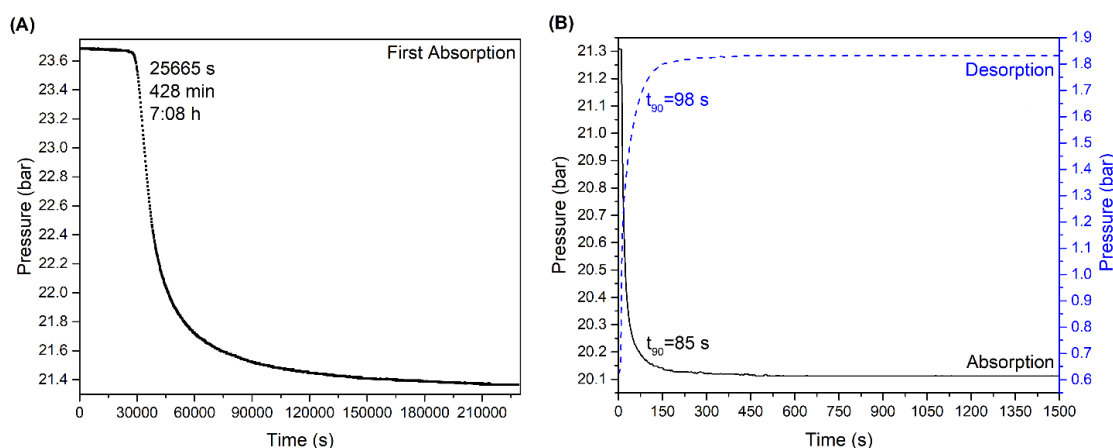 (A)
First Absorption
25665 s
428 min
7:08 h
23.6
23.4
23.2
23.0
22.8
22.6
22.4
22.2
22.0
21.8
21.6
21.4
Pressure (bar)
0 30000 60000 90000 120000 150000 180000 210000
Time (s)
(B)
21.3
21.2
21.1
21.0
20.9
20.8
20.7
20.6
20.5
20.4
20.3
20.2
20.1
Pressure (bar)
Desorption
t90=98 s
t90=85 s
Absorption
1.9
1.8
1.7
1.6
1.5
1.4
1.3
1.2
1.1
1.0
0.9
0.8
0.7
0.6
Pressure (bar)
0 150 300 450 600 750 900 1050 1200 1350 1500
Time (s)